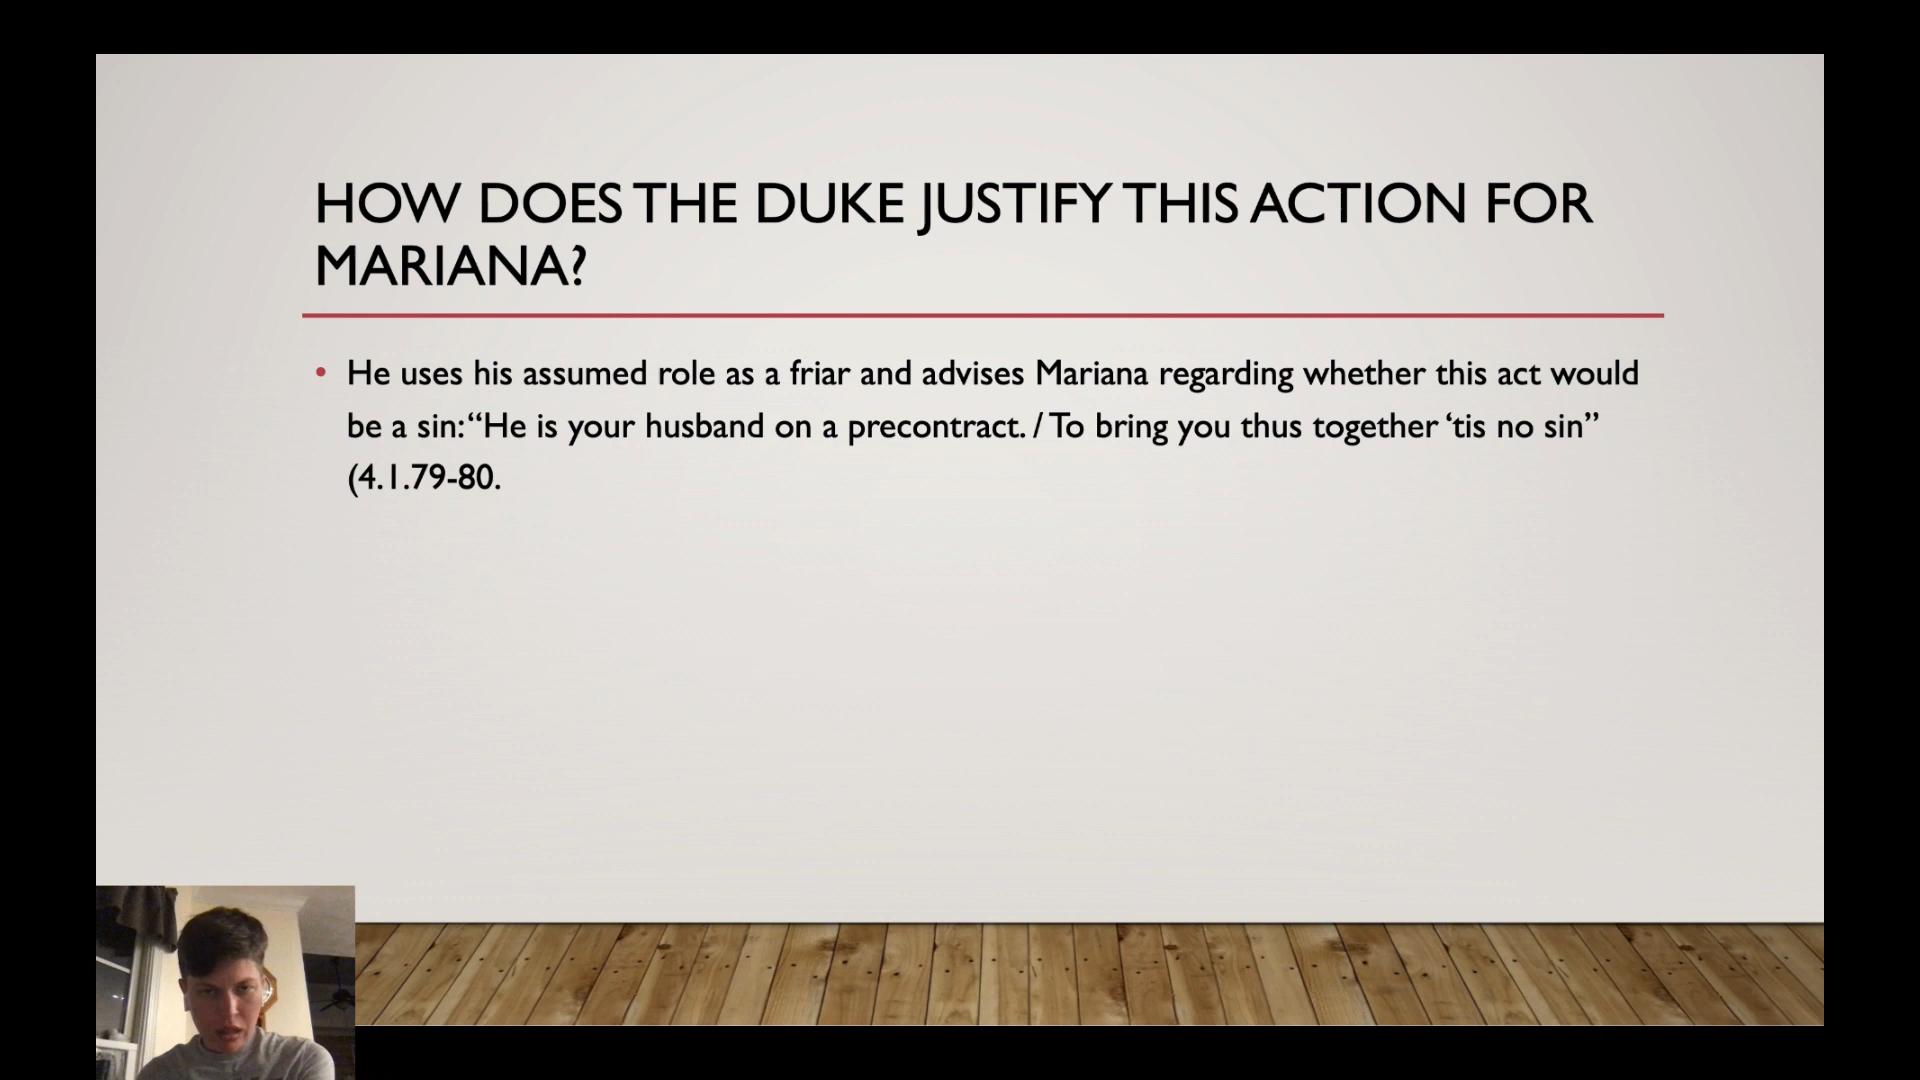 HOW DOES THE DUKE JUSTIFY THIS ACTION FOR
MARIANA?
• He uses his assumed role as a friar and advises Mariana regarding whether this act would
be a sin: “He is your husband on a precontract. / To bring you thus together ‘tis no sin”
(4.1.79-80.